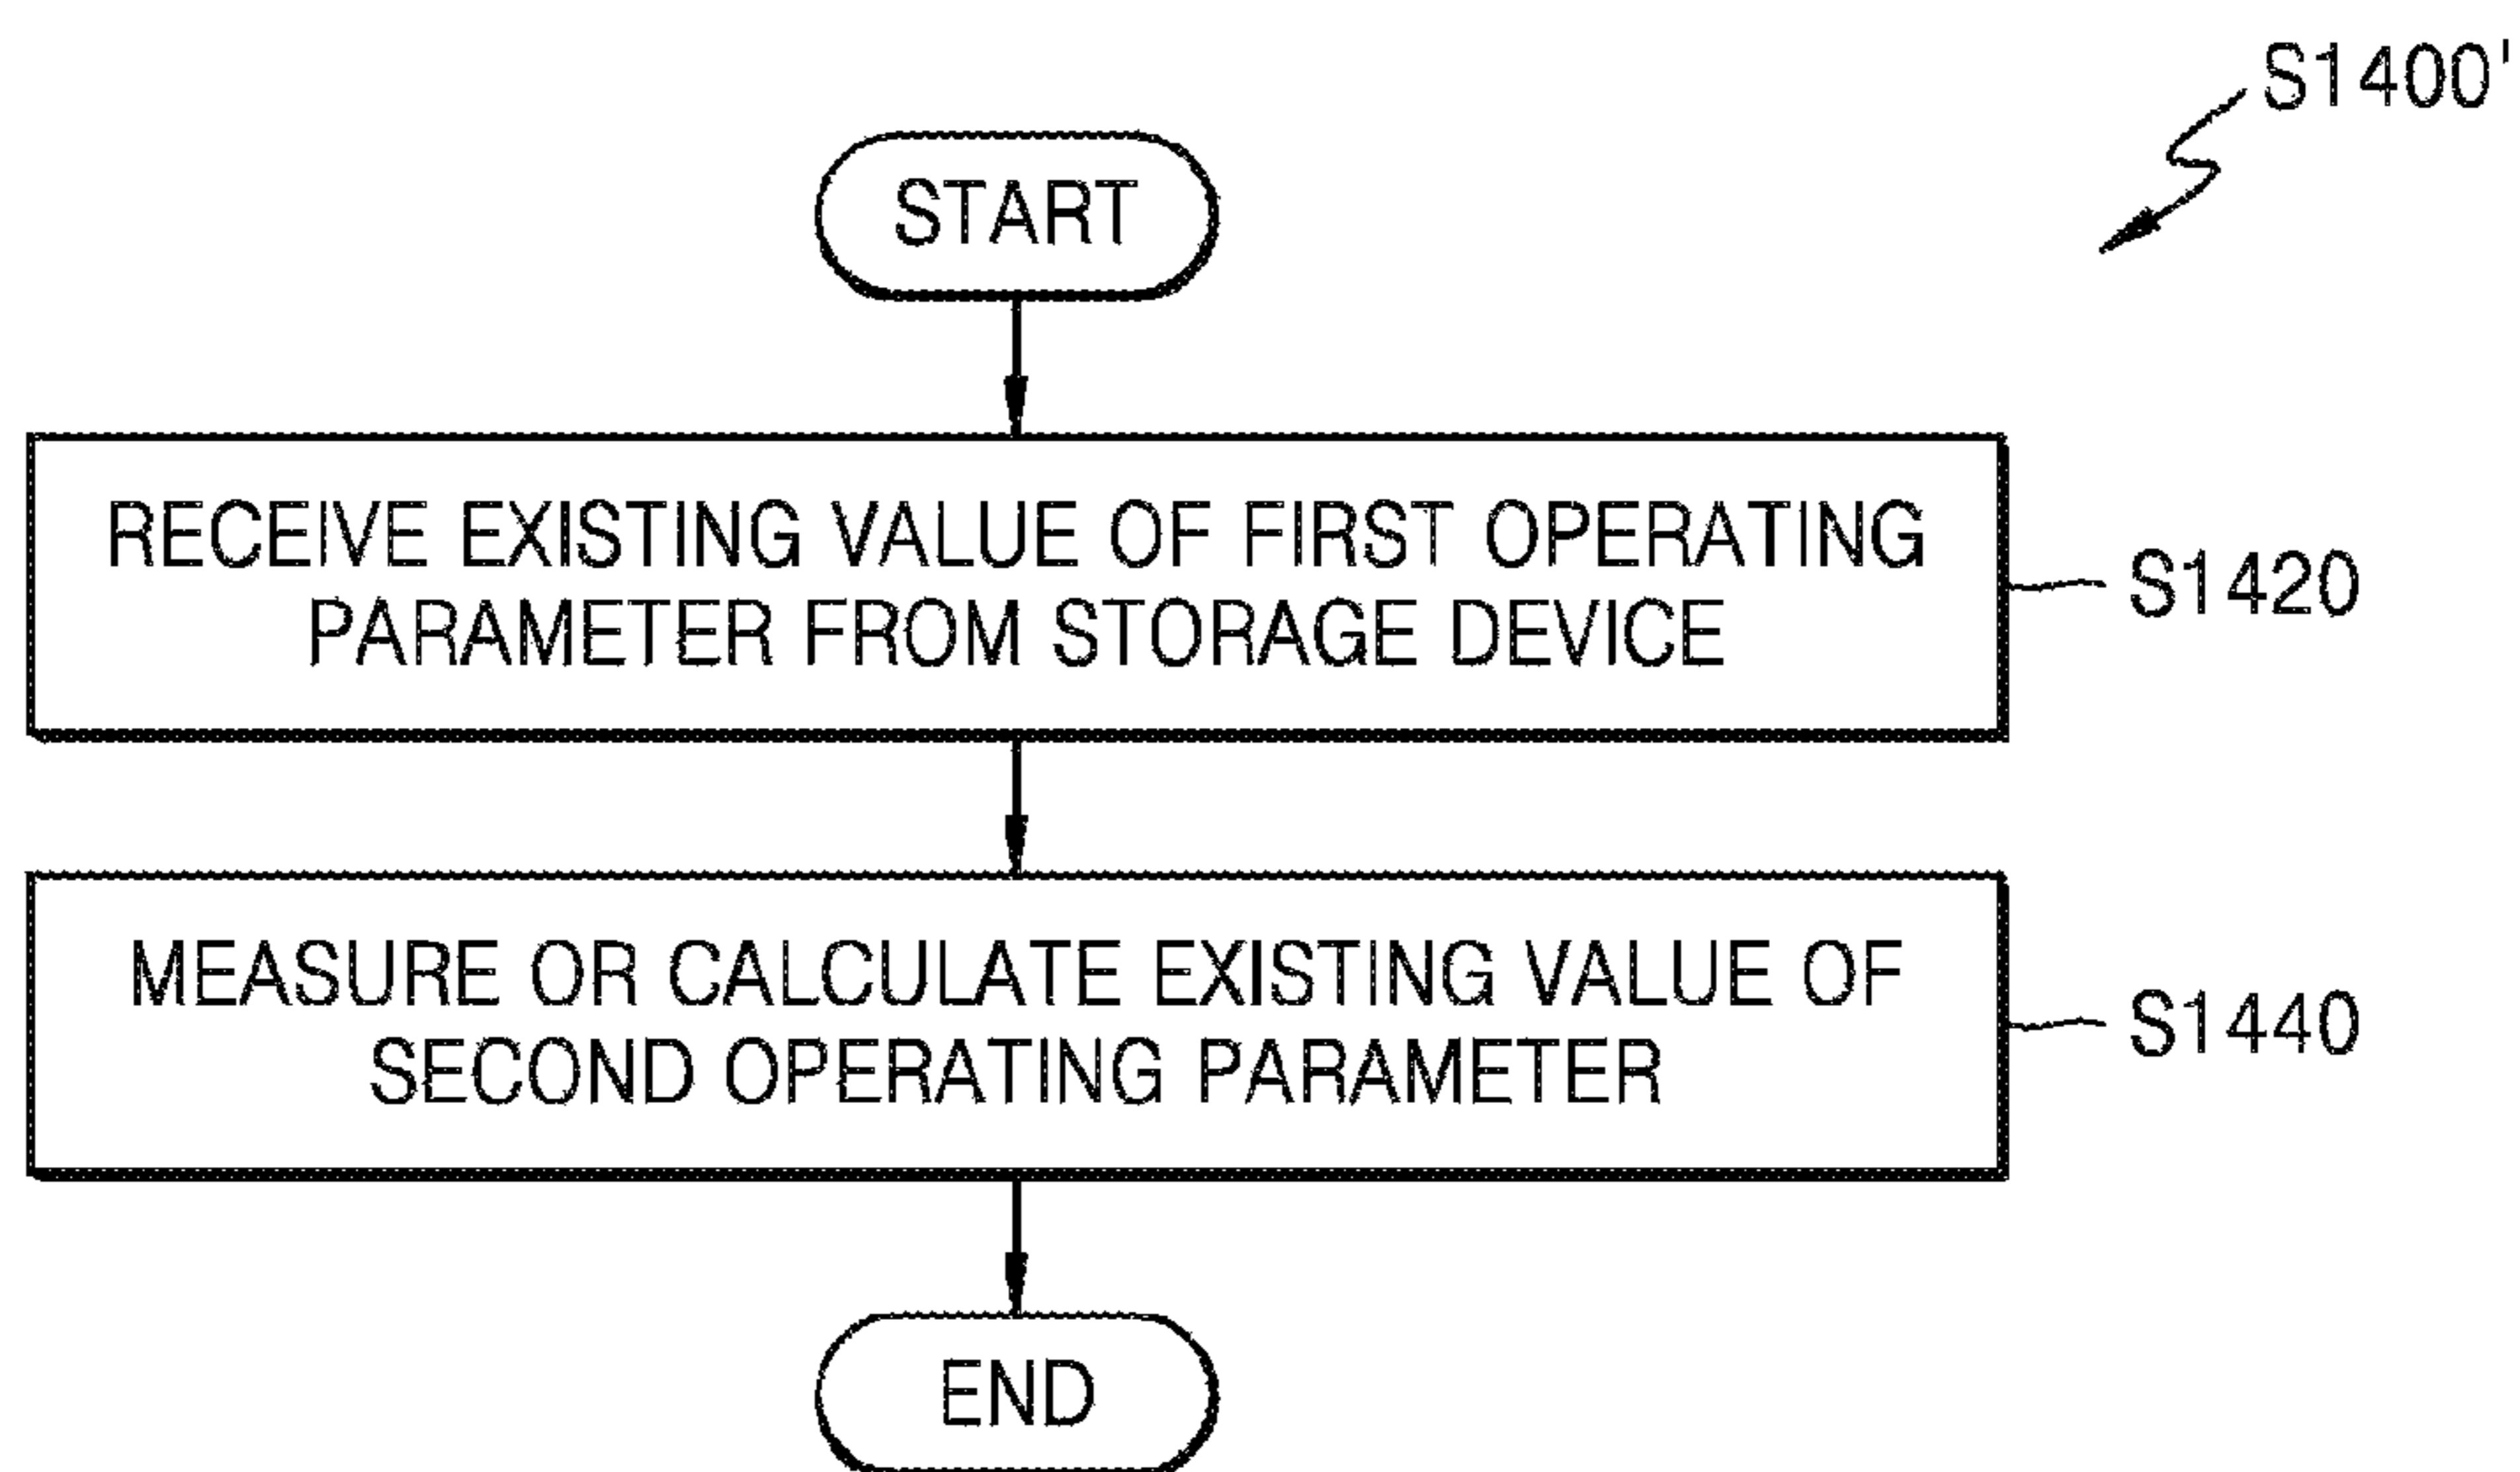 S1400'
START
RECEIVE EXISTING VALUE OF FIRST OPERATING
PARAMETER FROM STORAGE DEVICE
S1420
MEASURE OR CALCULATE EXISTING VALUE OF
SECOND OPERATING PARAMETER
S1440
END